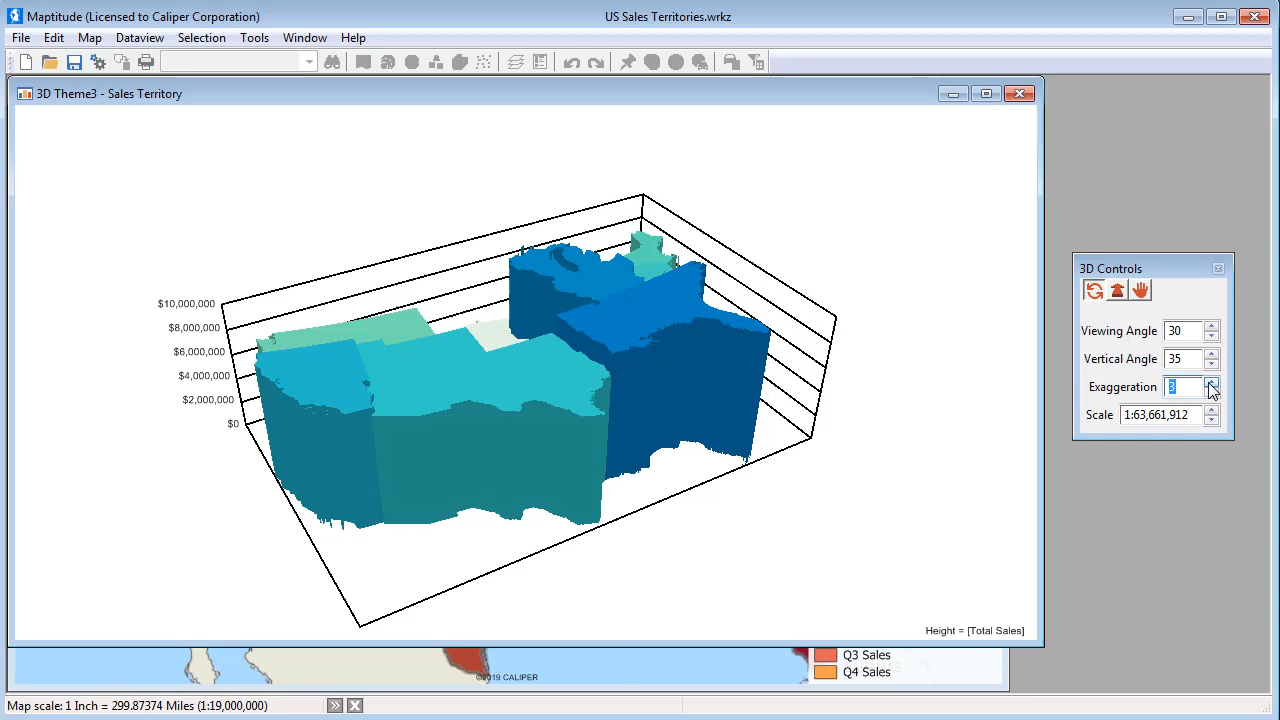 Maptitude (Licensed to Caliper Corporation)
US Sales Territories.wrkz
File Edit Map Dataview Selection Tools Window Help
3D Theme3 - Sales Territory
$10,000,000
$8,000,000
$6,000,000
$4,000,000
$2,000,000
$0
Height = [Total Sales]
3D Controls
Viewing Angle 30
Vertical Angle 35
Exaggeration 3
Scale 1:63,661,912
Q3 Sales
Q4 Sales
©2019 CALIPER
Map scale: 1 Inch = 299.87374 Miles (1:19,000,000)